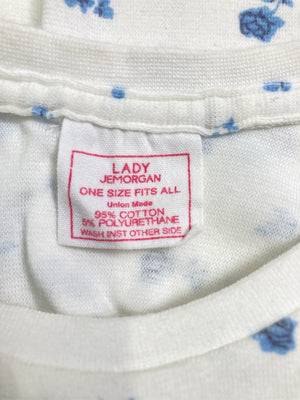 LADY
JEMORGAN
ONE SIZE FITS ALL
Union Made
95% COTTON
5% POLYURETHANE
WASH INST OTHER SIDE